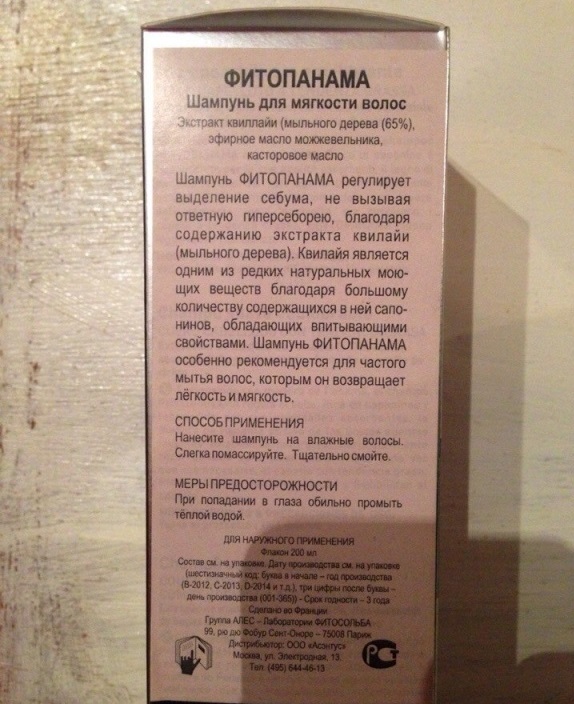 ФИТОПАНАМА
Шампунь для мягкости волос
Экстракт квиллайи (мыльного дерева (65%),
эфирное масло можжевельника,
касторовое масло
Шампунь ФИТОПАНАМА регулирует
выделение себума, не вызывая
ответную гиперсеборею, благодаря
содержанию экстракта квилайи
(мыльного дерева). Квилайя является
одним из редких натуральных мою-
щих веществ благодаря большому
количеству содержащихся в ней сапо-
нинов, обладающих впитывающими
свойствами. Шампунь ФИТОПАНАМА
особенно рекомендуется для частого
мытья волос, которым он возвращает
лёгкость и мягкость.
СПОСОБ ПРИМЕНЕНИЯ
Нанесите шампунь на влажные волосы.
Слегка помассируйте. Тщательно смойте.
МЕРЫ ПРЕДОСТОРОЖНОСТИ
При попадании в глаза обильно промыть
тёплой водой.
ДЛЯ НАРУЖНОГО ПРИМЕНЕНИЯ
Флакон 200 мл
Состав см. на упаковке. Дату производства см. на упаковке
(шестизначный код: буква в начале – год производства
(В-2012, С-2013, D-2014 и т.д.), три цифры после буквы –
день производства (001-365)) - Срок годности – 3 года
Сделано во Франции.
Группа АЛЕС – Лаборатории ФИТОСОЛЬБА
99, рю дю Фобур Сент-Оноре – 75008 Париж
Дистрибьютор: ООО «Асантус»
Москва, ул. Электродная, 13.
Тел: (495) 644-46-13